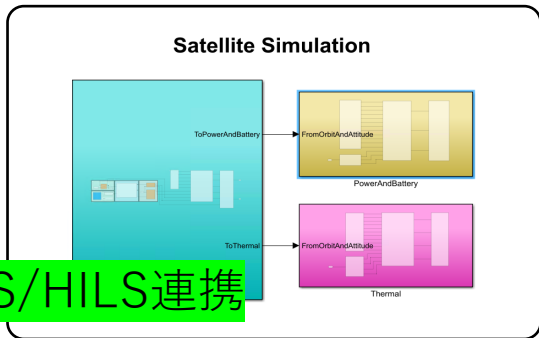 Satellite Simulation
ToPowerAndBattery
FromOrbitAndAttitude
PowerAndBattery
ToThermal
FromOrbitAndAttitude
Thermal
S/HILS連携